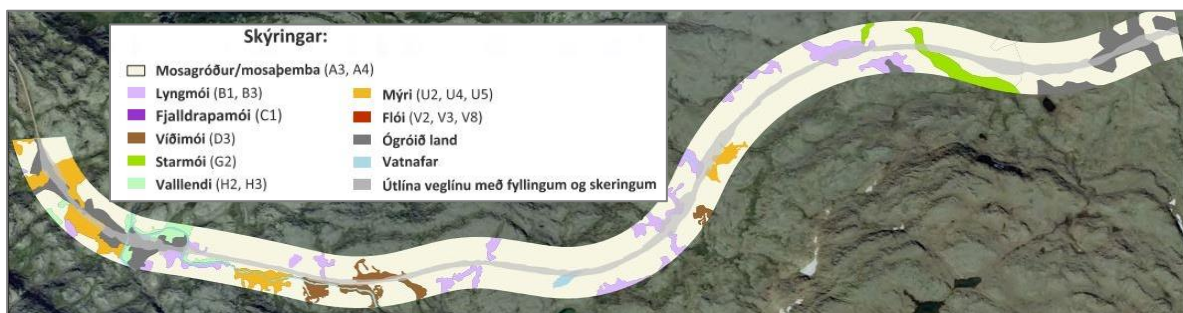 Skýringar:
Mosagróður/mosaþemba (A3, A4)
Lyngmói (B1, B3)
Fjalldrapamói (C1)
Víðimói (D3)
Starmói (G2)
Valllendi (H2, H3)
Mýri (U2, U4, U5)
Flói (V2, V3, V8)
Ógróið land
Vatnafar
Útlína veglínu með fyllingum og skeringum